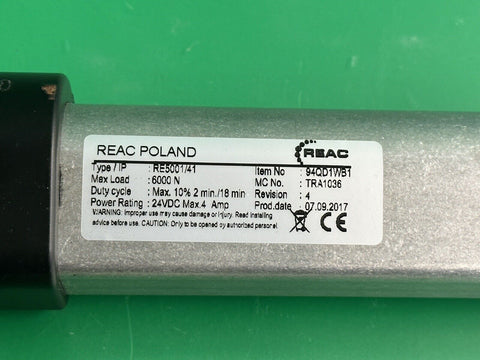 REAC POLAND REAC
Type / IP : RE5001/41 Item No : 94QD1WB1
Max Load : 6000 N MC No. : TRA1036
Duty cycle : Max. 10% 2 min./18 min Revision : 4
Power Rating : 24VDC Max.4 Amp Prod.date : 07.09.2017
WARNING: Improper use may cause damage or injury. Read installing
advice before use. CAUTION: Only to be opened by authorized personel CE